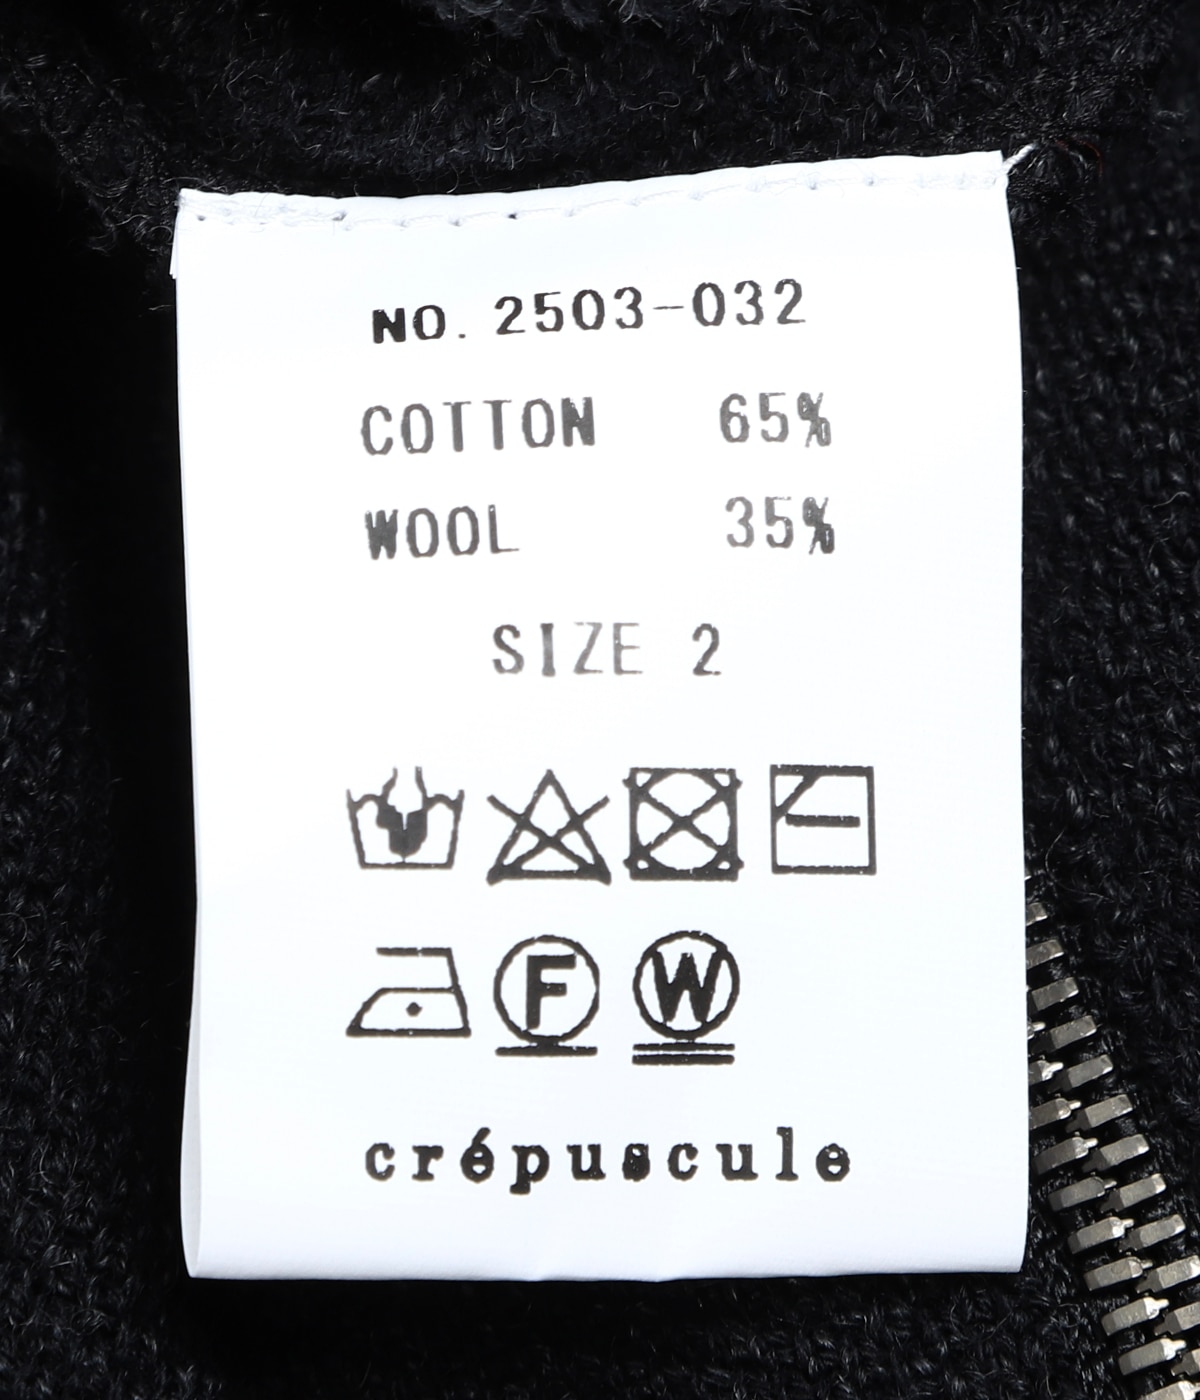 NO. 2503-032
COTTON 65%
WOOL 35%
SIZE 2
F W
crépuscule